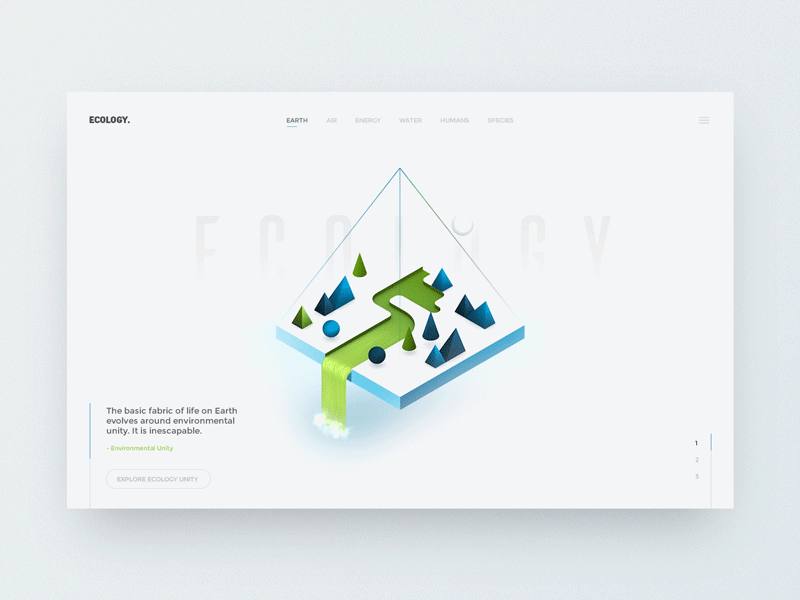 ECOLOGY.
EARTH AIR ENERGY WATER HUMANS SPECIES
ECOLOGY
The basic fabric of life on Earth
evolves around environmental
unity. It is inescapable.
- Environmental Unity
EXPLORE ECOLOGY UNITY
1
2
3